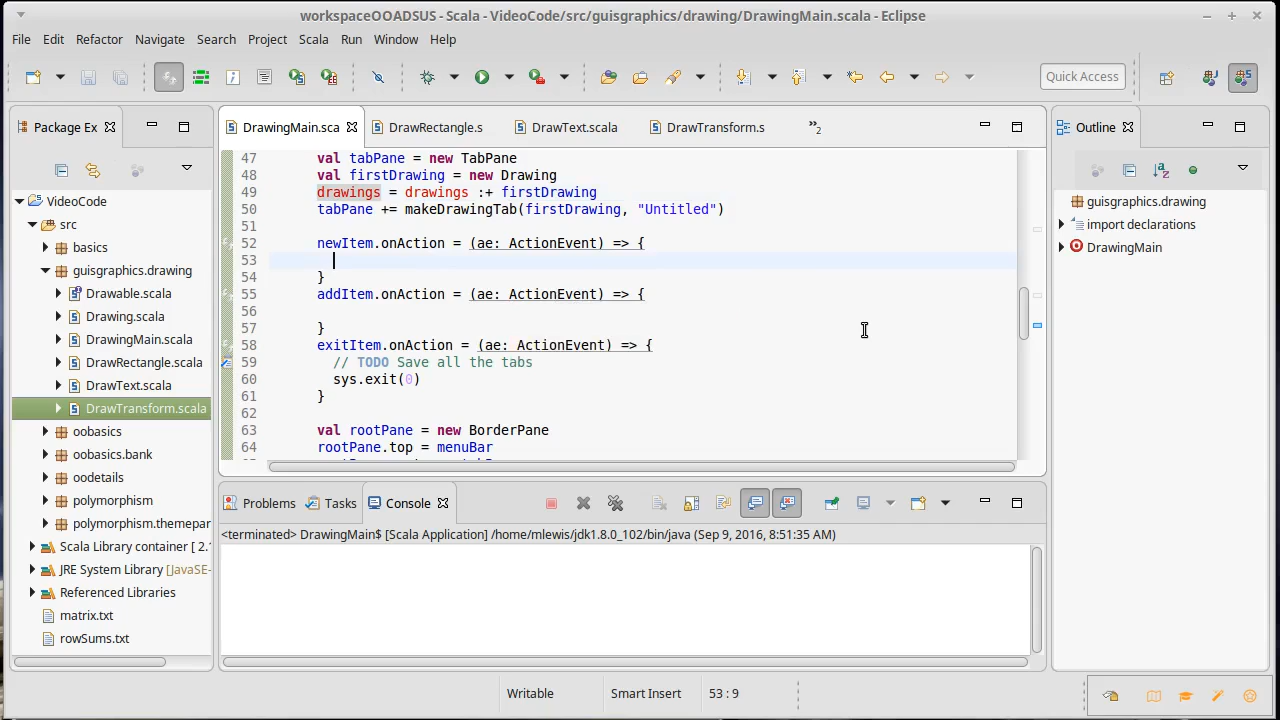 workspaceOOADSUS - Scala - VideoCode/src/guisgraphics/drawing/DrawingMain.scala - Eclipse
File Edit Refactor Navigate Search Project Scala Run Window Help
Quick Access
Package Ex
DrawingMain.sca DrawRectangle.s DrawText.scala DrawTransform.s »2
Outline
VideoCode
src
basics
guisgraphics.drawing
Drawable.scala
Drawing.scala
DrawingMain.scala
DrawRectangle.scala
DrawText.scala
DrawTransform.scala
oobasics
oobasics.bank
oodetails
polymorphism
polymorphism.themepar
Scala Library container [ 2.
JRE System Library [JavaSE-
Referenced Libraries
matrix.txt
rowSums.txt
47 val tabPane = new TabPane
48 val firstDrawing = new Drawing
49 drawings = drawings :+ firstDrawing
50 tabPane += makeDrawingTab(firstDrawing, "Untitled")
51
52 newItem.onAction = (ae: ActionEvent) => {
53
54 }
55 addItem.onAction = (ae: ActionEvent) => {
56
57 }
58 exitItem.onAction = (ae: ActionEvent) => {
59 // TODO Save all the tabs
60 sys.exit(0)
61 }
62
63 val rootPane = new BorderPane
64 rootPane.top = menuBar
guisgraphics.drawing
import declarations
DrawingMain
Problems Tasks Console
<terminated> DrawingMain$ [Scala Application] /home/mlewis/jdk1.8.0_102/bin/java (Sep 9, 2016, 8:51:35 AM)
Writable Smart Insert 53 : 9